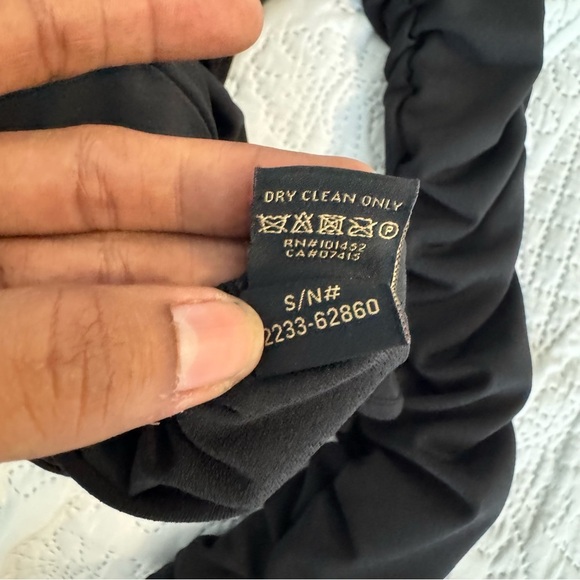 DRY CLEAN ONLY
P
RN#101452
CA#07415
S/N#
2233-62860